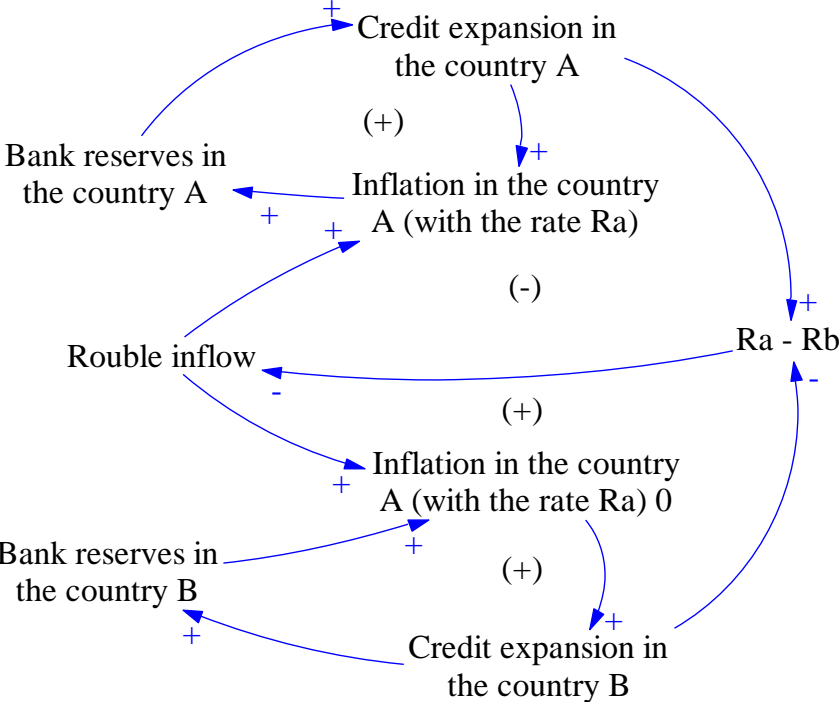 +
Credit expansion in
the country A
(+)
+
Bank reserves in
the country A
Inflation in the country
A (with the rate Ra)
+
+
(-)
+
Ra - Rb
-
Rouble inflow
-
(+)
Inflation in the country
A (with the rate Ra) 0
+
+
Bank reserves in
the country B
(+)
+
+
Credit expansion in
the country B